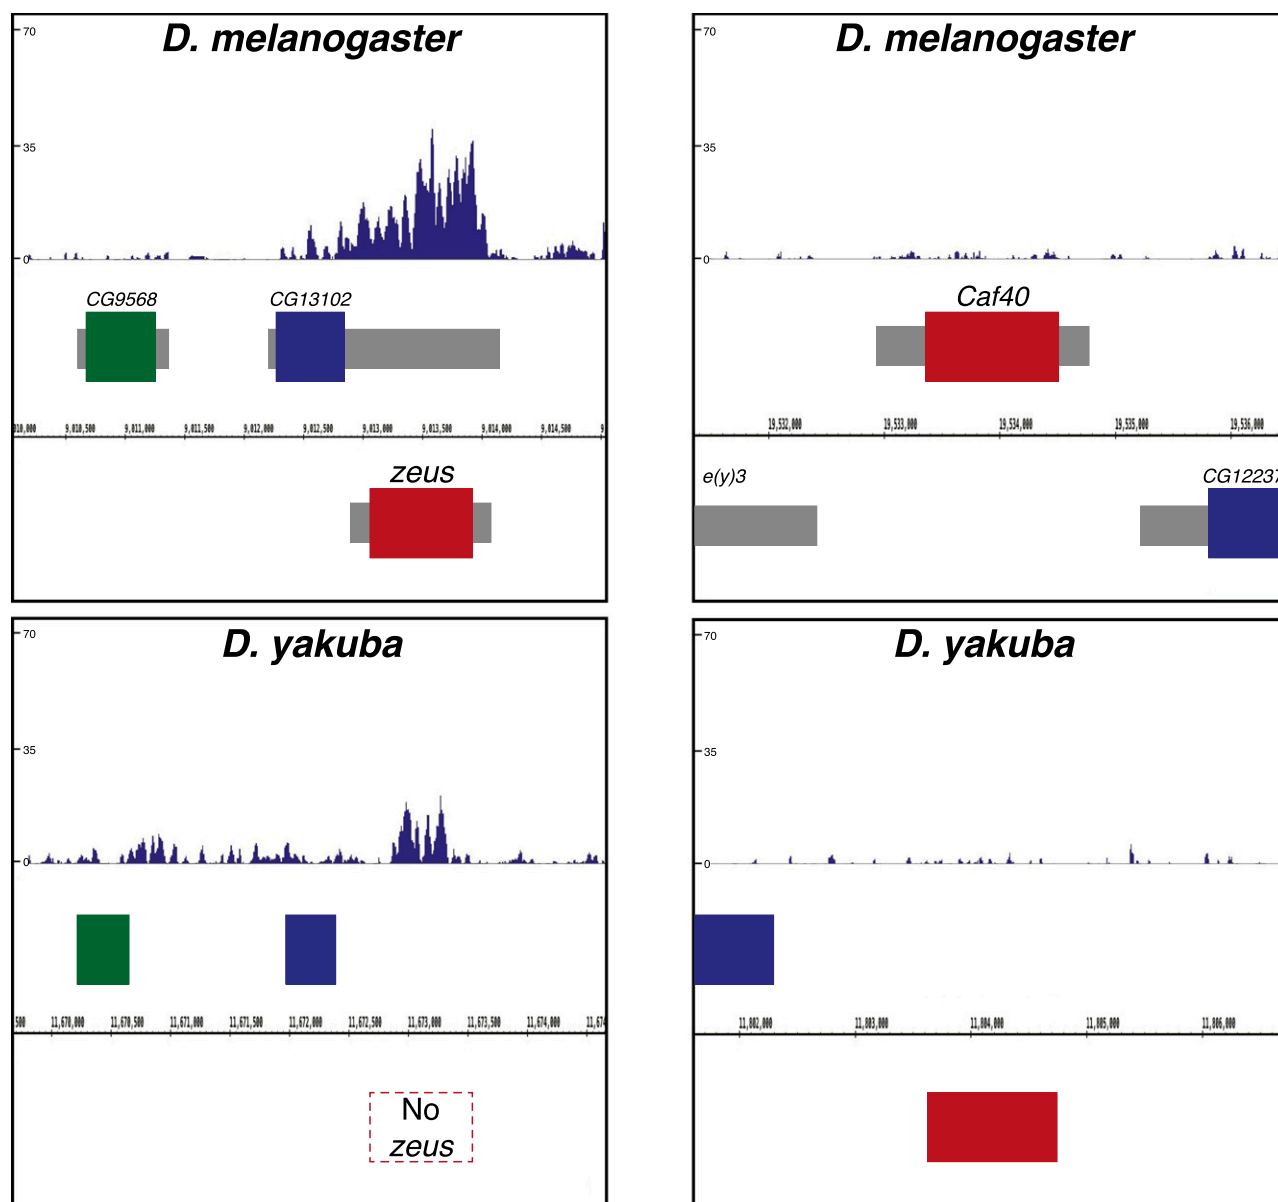 D. melanogaster
70
35
0
CG9568
CG13102
9,010,500 9,011,000 9,011,500 9,012,000 9,012,500 9,013,000 9,013,500 9,014,000 9,014,500
zeus
D. melanogaster
70
35
0
Caf40
19,532,000 19,533,000 19,534,000 19,535,000 19,536,000
e(y)3
CG12237
D. yakuba
70
35
0
500 11,670,000 11,670,500 11,671,000 11,671,500 11,672,000 11,672,500 11,673,000 11,673,500 11,674,000
No
zeus
D. yakuba
70
35
0
11,802,000 11,803,000 11,804,000 11,805,000 11,806,000